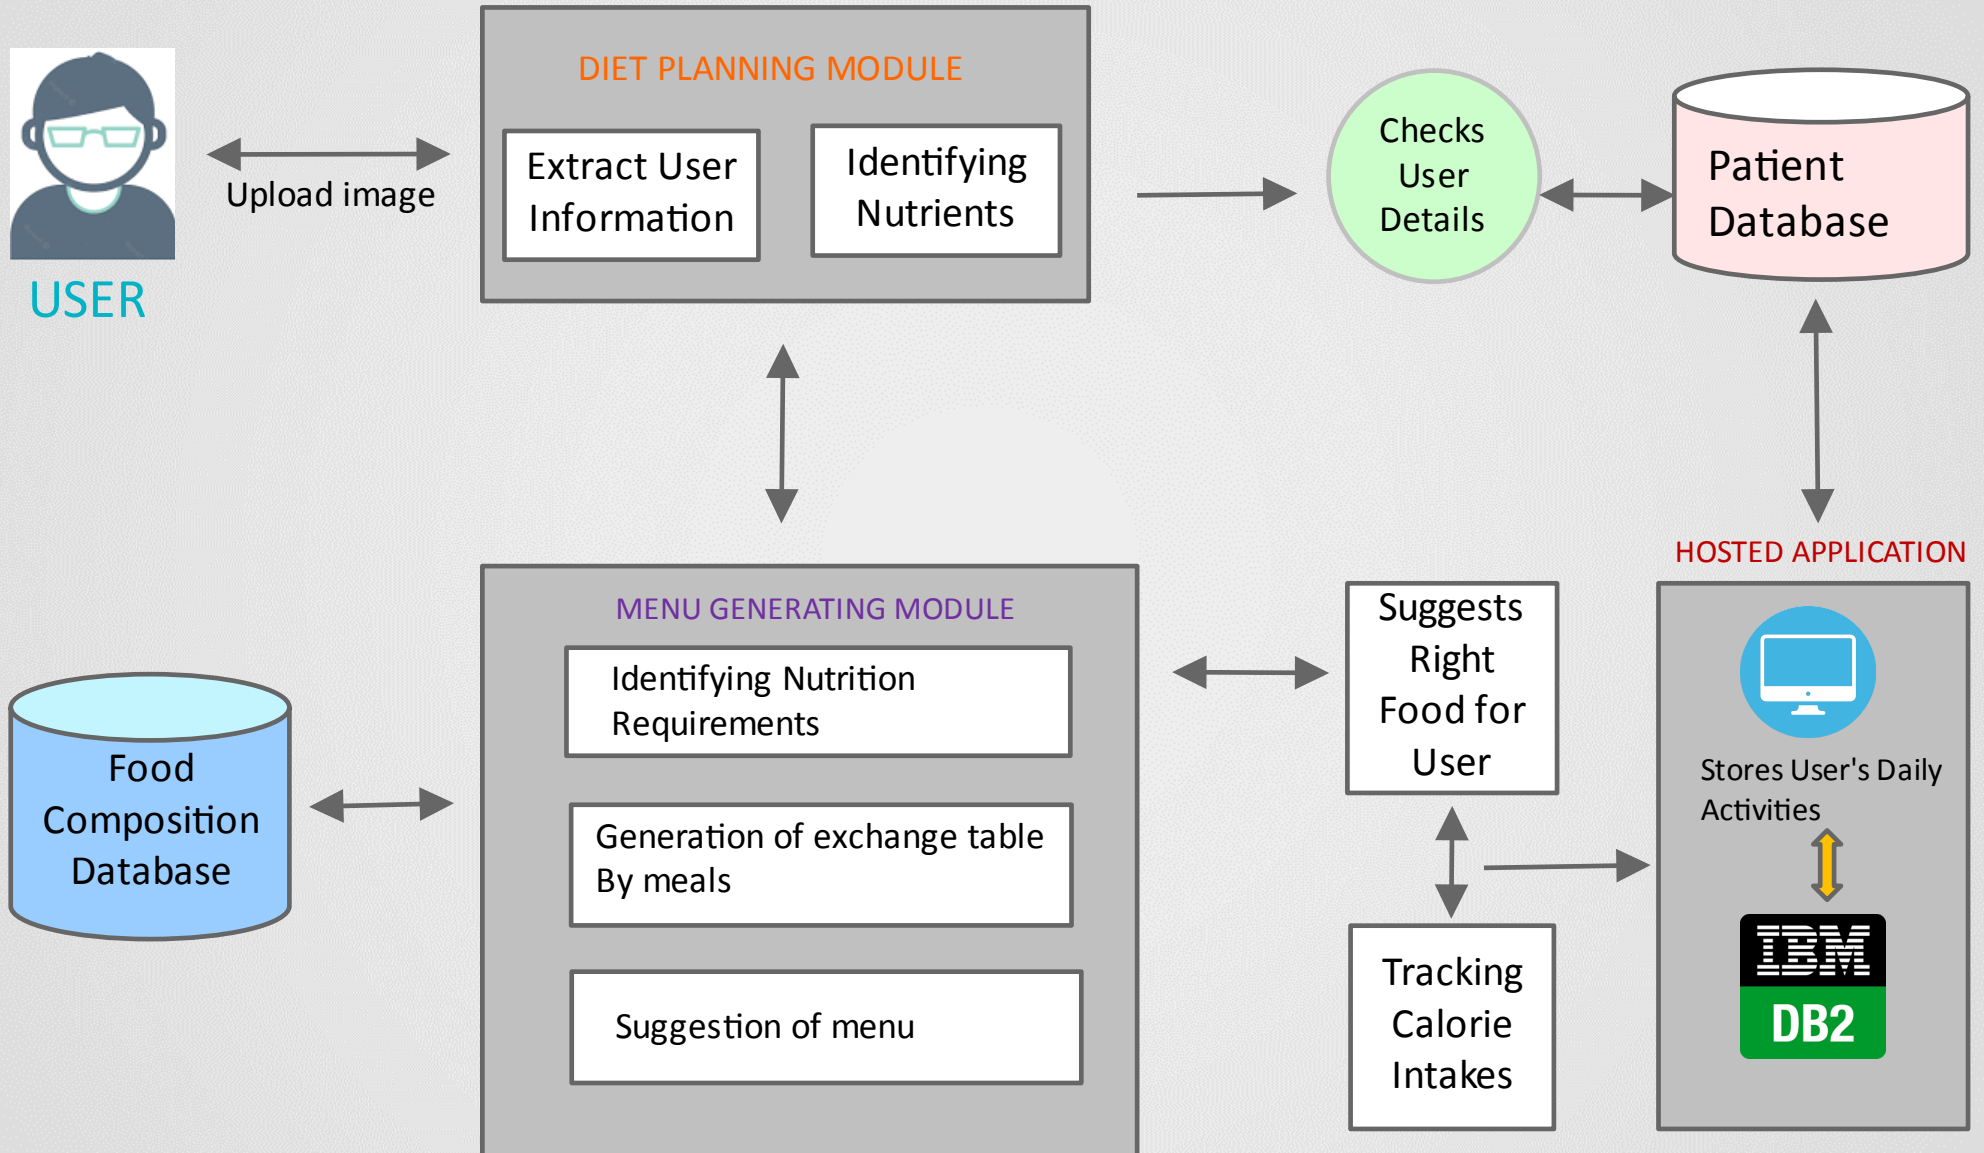 USER
Upload image
DIET PLANNING MODULE
Extract User
Information
Identifying
Nutrients
Checks
User
Details
Patient
Database
MENU GENERATING MODULE
Identifying Nutrition
Requirements
Generation of exchange table
By meals
Suggestion of menu
Food
Composition
Database
Suggests
Right
Food for
User
Tracking
Calorie
Intakes
HOSTED APPLICATION
Stores User's Daily
Activities
IBM
DB2